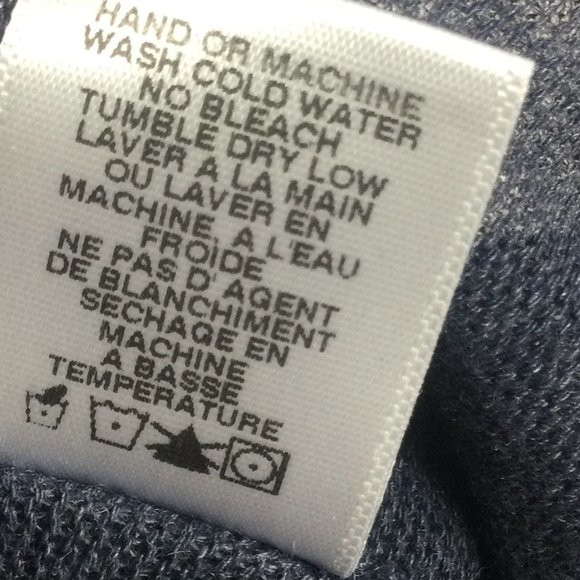 HAND OR MACHINE
WASH COLD WATER
NO BLEACH
TUMBLE DRY LOW
LAVER A LA MAIN
OU LAVER EN
MACHINE, A L'EAU
FROIDE
NE PAS D'AGENT
DE BLANCHIMENT
SECHAGE EN
MACHINE
A BASSE
TEMPERATURE